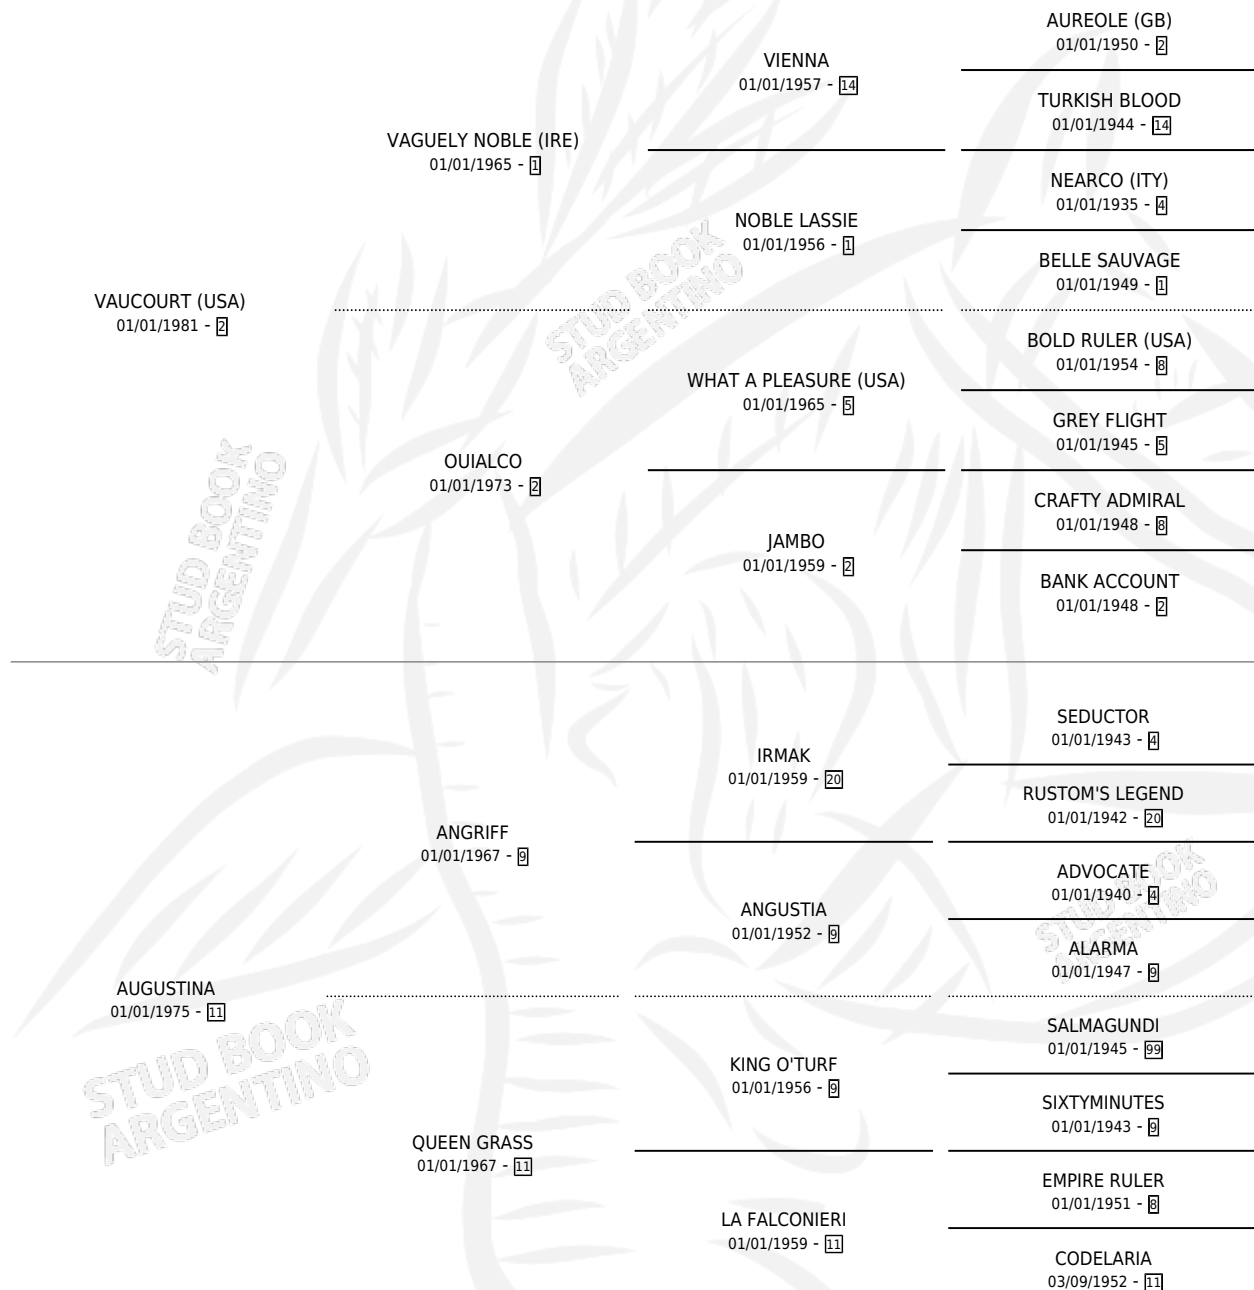 AUREOLE (GB)
01/01/1950 - 2
VIENNA
01/01/1957 - 14
TURKISH BLOOD
01/01/1944 - 14
VAGUELY NOBLE (IRE)
01/01/1965 - 1
NEARCO (ITY)
01/01/1935 - 4
NOBLE LASSIE
01/01/1956 - 1
BELLE SAUVAGE
01/01/1949 - 1
VAUCOURT (USA)
01/01/1981 - 2
BOLD RULER (USA)
01/01/1954 - 8
WHAT A PLEASURE (USA)
01/01/1965 - 5
GREY FLIGHT
01/01/1945 - 5
OUIALCO
01/01/1973 - 2
CRAFTY ADMIRAL
01/01/1948 - 8
JAMBO
01/01/1959 - 2
BANK ACCOUNT
01/01/1948 - 2
SEDUCTOR
01/01/1943 - 4
IRMAK
01/01/1959 - 20
RUSTOM'S LEGEND
01/01/1942 - 20
ANGRIFF
01/01/1967 - 9
ADVOCATE
01/01/1940 - 4
ANGUSTIA
01/01/1952 - 9
ALARMA
01/01/1947 - 9
AUGUSTINA
01/01/1975 - 11
SALMAGUNDI
01/01/1945 - 99
KING O'TURF
01/01/1956 - 9
SIXTYMINUTES
01/01/1943 - 9
QUEEN GRASS
01/01/1967 - 11
EMPIRE RULER
01/01/1951 - 8
LA FALCONIERI
01/01/1959 - 11
CODELARIA
03/09/1952 - 11
STUD BOOK
ARGENTINO
STUD BOOK
ARGENTINO
STUD BOOK
ARGENTINO
STUD BOOK
ARGENTINO